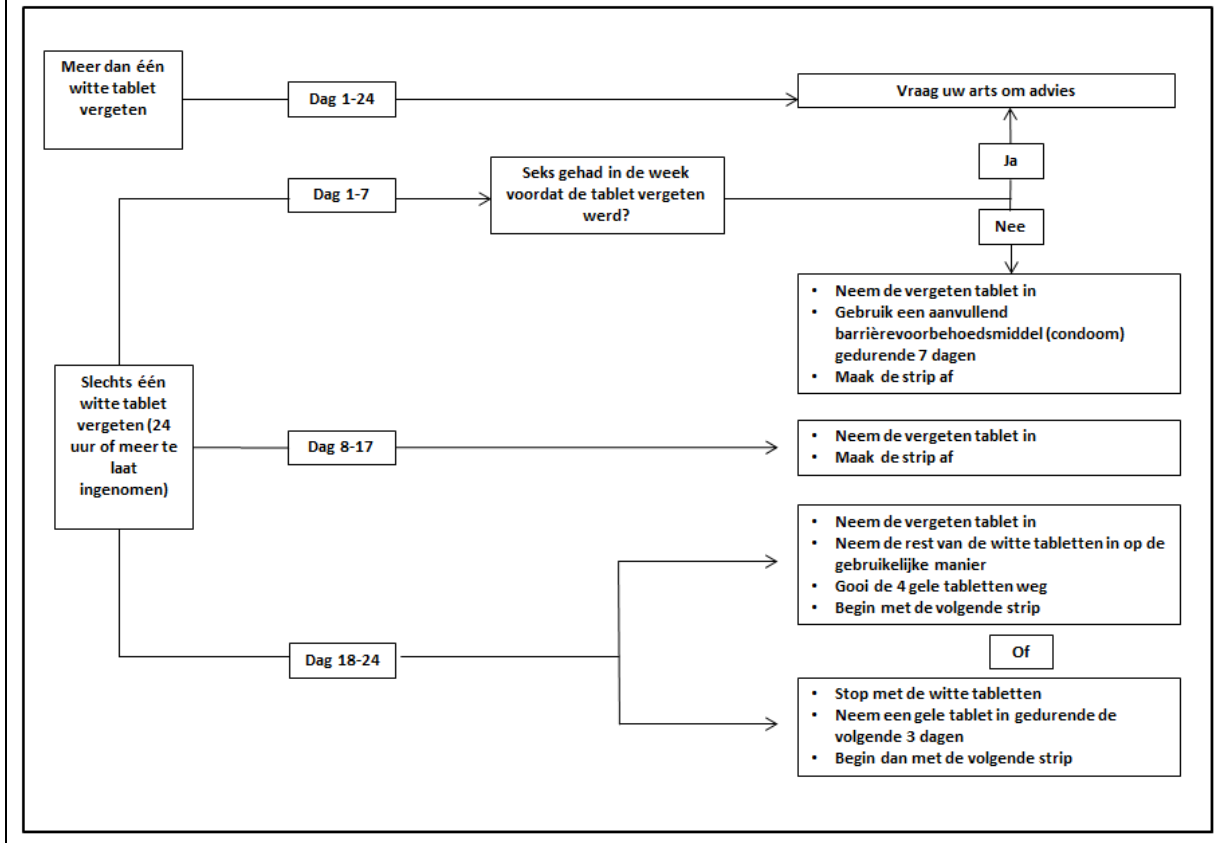 Meer dan één
witte tablet
vergeten
Dag 1-24
Vraag uw arts om advies
Ja
Dag 1-7
Seks gehad in de week
voordat de tablet vergeten
werd?
Nee
• Neem de vergeten tablet in
• Gebruik een aanvullend
barrièrevoorbehoedsmiddel (condoom)
gedurende 7 dagen
• Maak de strip af
Slechts één
witte tablet
vergeten (24
uur of meer te
laat
ingenomen)
Dag 8-17
• Neem de vergeten tablet in
• Maak de strip af
Dag 18-24
• Neem de vergeten tablet in
• Neem de rest van de witte tabletten in op de
gebruikelijke manier
• Gooi de 4 gele tabletten weg
• Begin met de volgende strip
Of
• Stop met de witte tabletten
• Neem een gele tablet in gedurende de
volgende 3 dagen
• Begin dan met de volgende strip